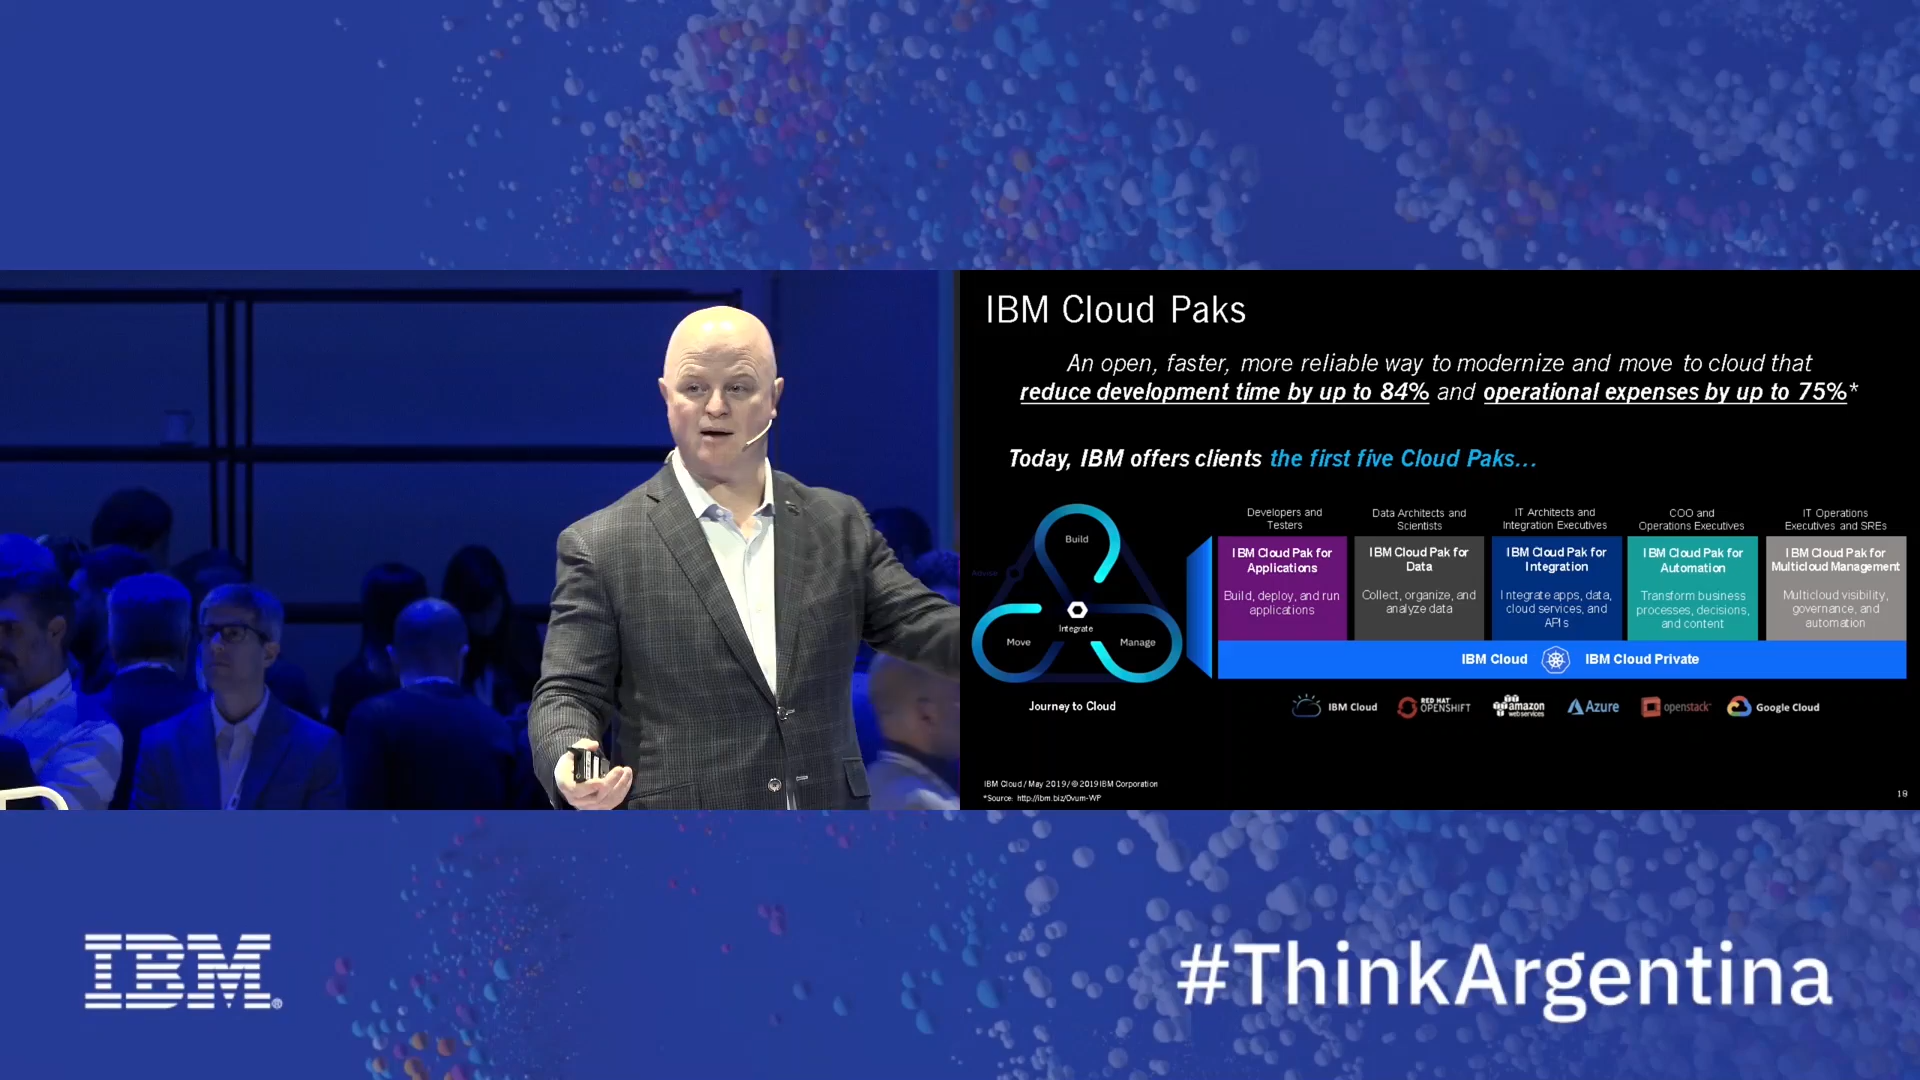 IBM Cloud Paks
An open, faster, more reliable way to modernize and move to cloud that
reduce development time by up to 84% and operational expenses by up to 75%*
Today, IBM offers clients the first five Cloud Paks...
Build
Advise
Integrate
Move
Manage
Journey to Cloud
Developers and
Testers
IBM Cloud Pak for
Applications
Build, deploy, and run
applications
Data Architects and
Scientists
IBM Cloud Pak for
Data
Collect, organize, and
analyze data
IT Architects and
Integration Executives
IBM Cloud Pak for
Integration
Integrate apps, data,
cloud services, and
APIs
COO and
Operations Executives
IBM Cloud Pak for
Automation
Transform business
processes, decisions,
and content
IT Operations
Executives and SREs
IBM Cloud Pak for
Multicloud Management
Multicloud visibility,
governance, and
automation
IBM Cloud IBM Cloud Private
IBM Cloud
RED HAT
OPENSHIFT
amazon
webservices
Azure
openstack
Google Cloud
IBM Cloud / May 2019 / © 2019 IBM Corporation
*Source: http://ibm.biz/Ovum-WP
18
IBM®
#ThinkArgentina